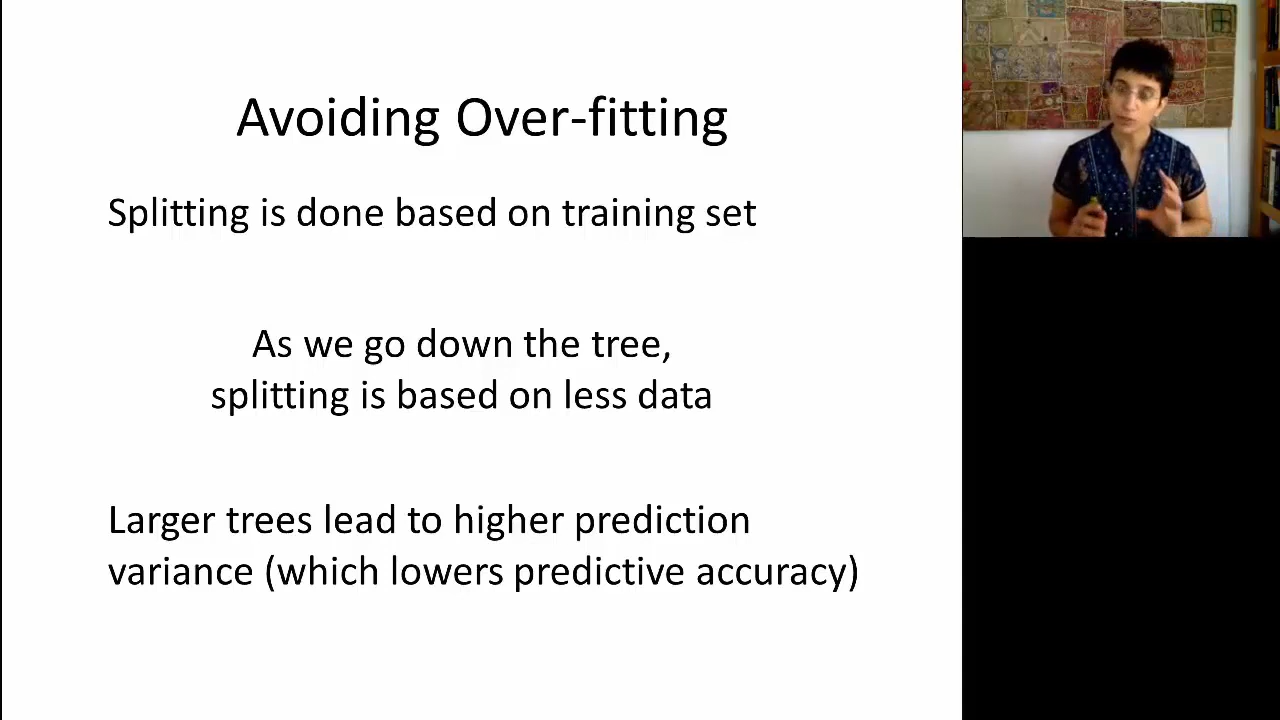 Avoiding Over-fitting
Splitting is done based on training set
As we go down the tree,
splitting is based on less data
Larger trees lead to higher prediction
variance (which lowers predictive accuracy)